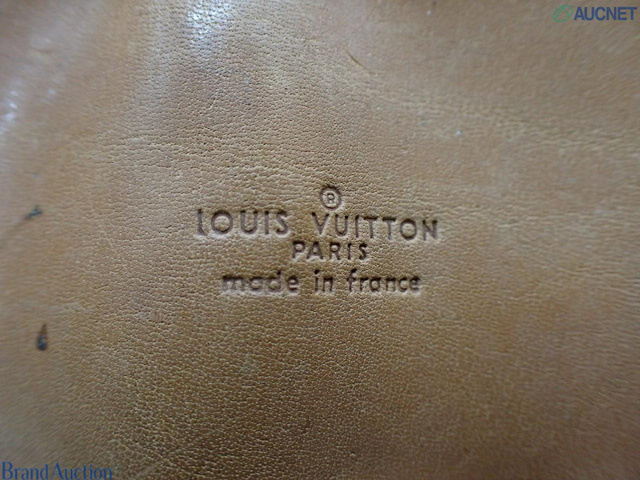 AUCNET
®
LOUIS VUITTON
PARIS
made in france
Brand Auction